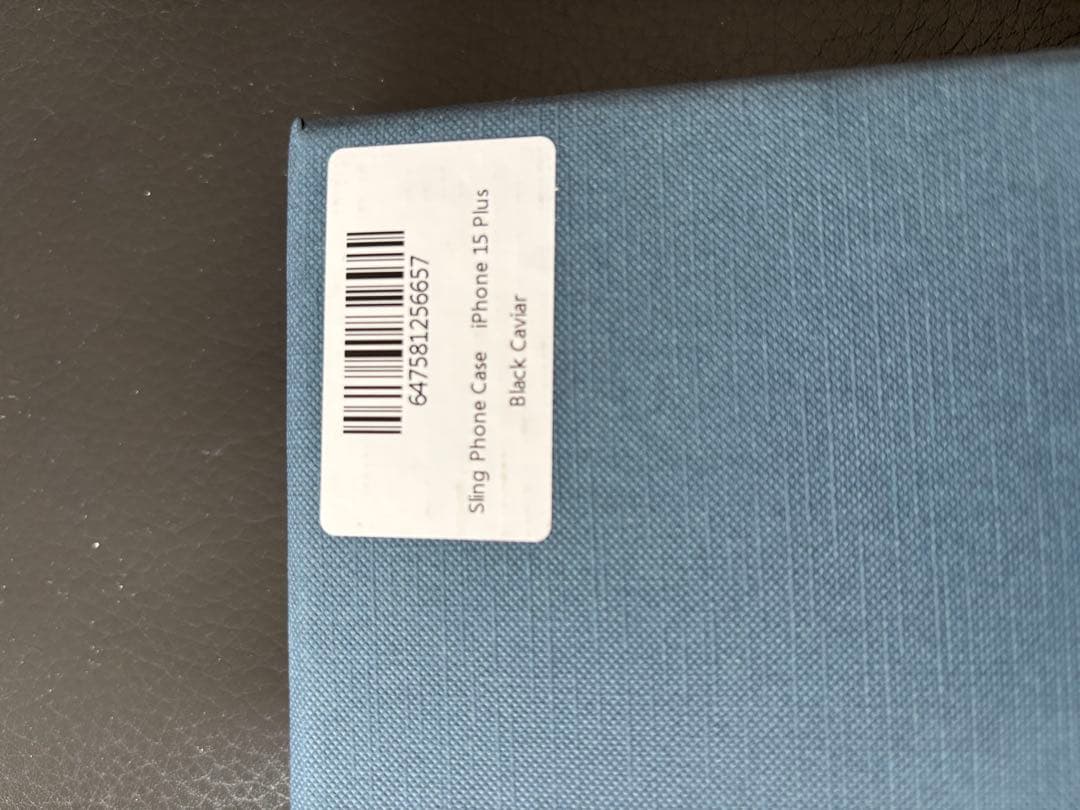 647581256657
Sling Phone Case iPhone 15 Plus
Black Caviar